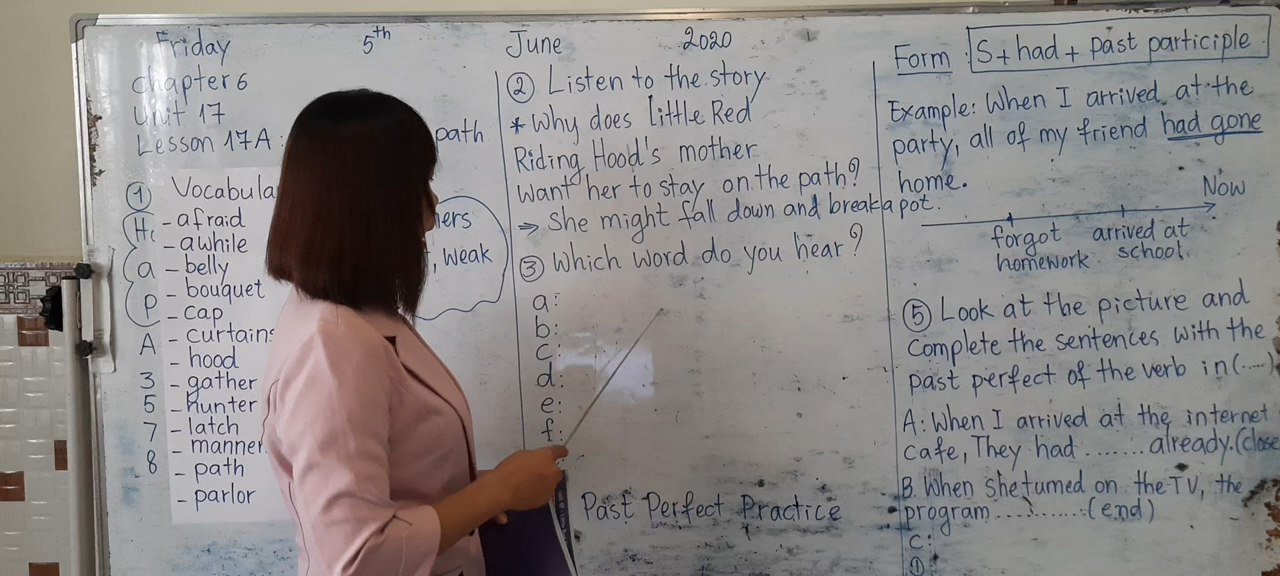 Friday 5th June 2020
Chapter 6
Unit 17
Lesson 17A: path
① Vocabula
- afraid
- awhile
- belly
- bouquet
- cap
- curtains
- hood
- gather
- hunter
- latch
- manner
- path
- parlor
a
P
A
3
5
7
8
, weak
② Listen to the story
* Why does Little Red
Riding Hood's mother
Want her to stay on the path?
⇒ She might fall down and break a pot.
③ Which word do you hear?
a:
b:
c:
d:
e:
f:
Past Perfect Practice
Form S + had + past participle
Example: When I arrived at the
party, all of my friend had gone
home.
Now
forgot homework
arrived at school.
⑤ Look at the picture and
Complete the sentences with the
past perfect of the verb in (.....)
A: When I arrived at the internet
Cafe, They had ....... already. (close
B. When she turned on the TV, the
program ........... (end)
C: